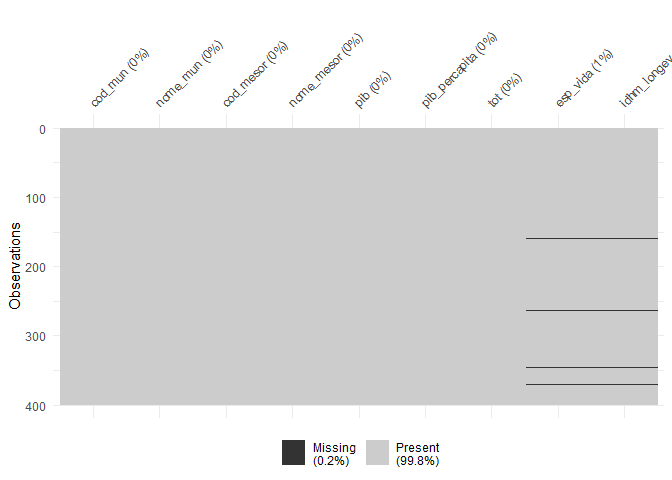 cod_mun (0%)
nome_mun (0%)
cod_mesor (0%)
nome_mesor (0%)
pib (0%)
pib_percapita (0%)
tot (0%)
esp_vida (1%)
idhm_longev
Observations
0
100
200
300
400
Missing
(0.2%)
Present
(99.8%)